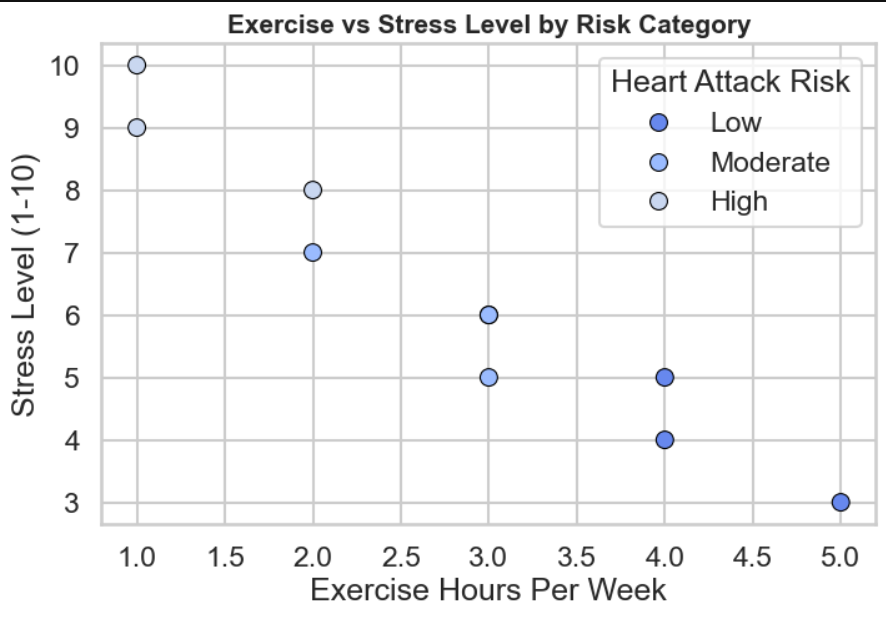 Exercise vs Stress Level by Risk Category
Heart Attack Risk
Low
Moderate
High
Stress Level (1-10)
10
9
8
7
6
5
4
3
1.0 1.5 2.0 2.5 3.0 3.5 4.0 4.5 5.0
Exercise Hours Per Week